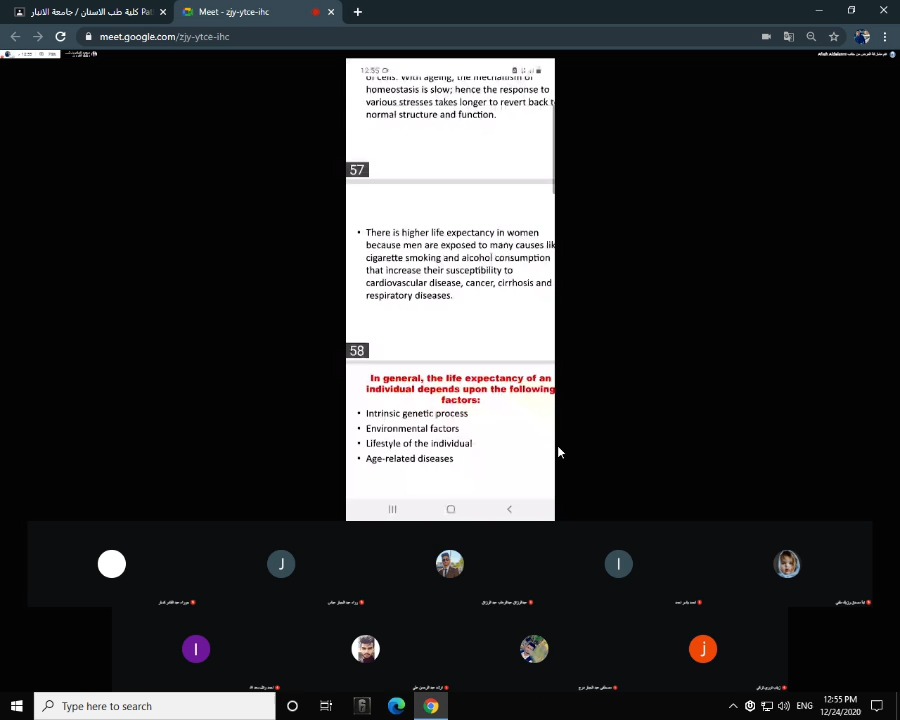 كلية طب الاسنان / جامعة الانبار Pat
Meet - zjy-ytce-ihc
meet.google.com/zjy-ytce-ihc
12:55
of cells. With ageing, the mechanism of
homeostasis is slow; hence the response to
various stresses takes longer to revert back t
normal structure and function.
57
• There is higher life expectancy in women
because men are exposed to many causes lik
cigarette smoking and alcohol consumption
that increase their susceptibility to
cardiovascular disease, cancer, cirrhosis and
respiratory diseases.
58
In general, the life expectancy of an
individual depends upon the following
factors:
• Intrinsic genetic process
• Environmental factors
• Lifestyle of the individual
• Age-related diseases
J
I
I
j
Type here to search
ENG
12:55 PM
12/24/2020